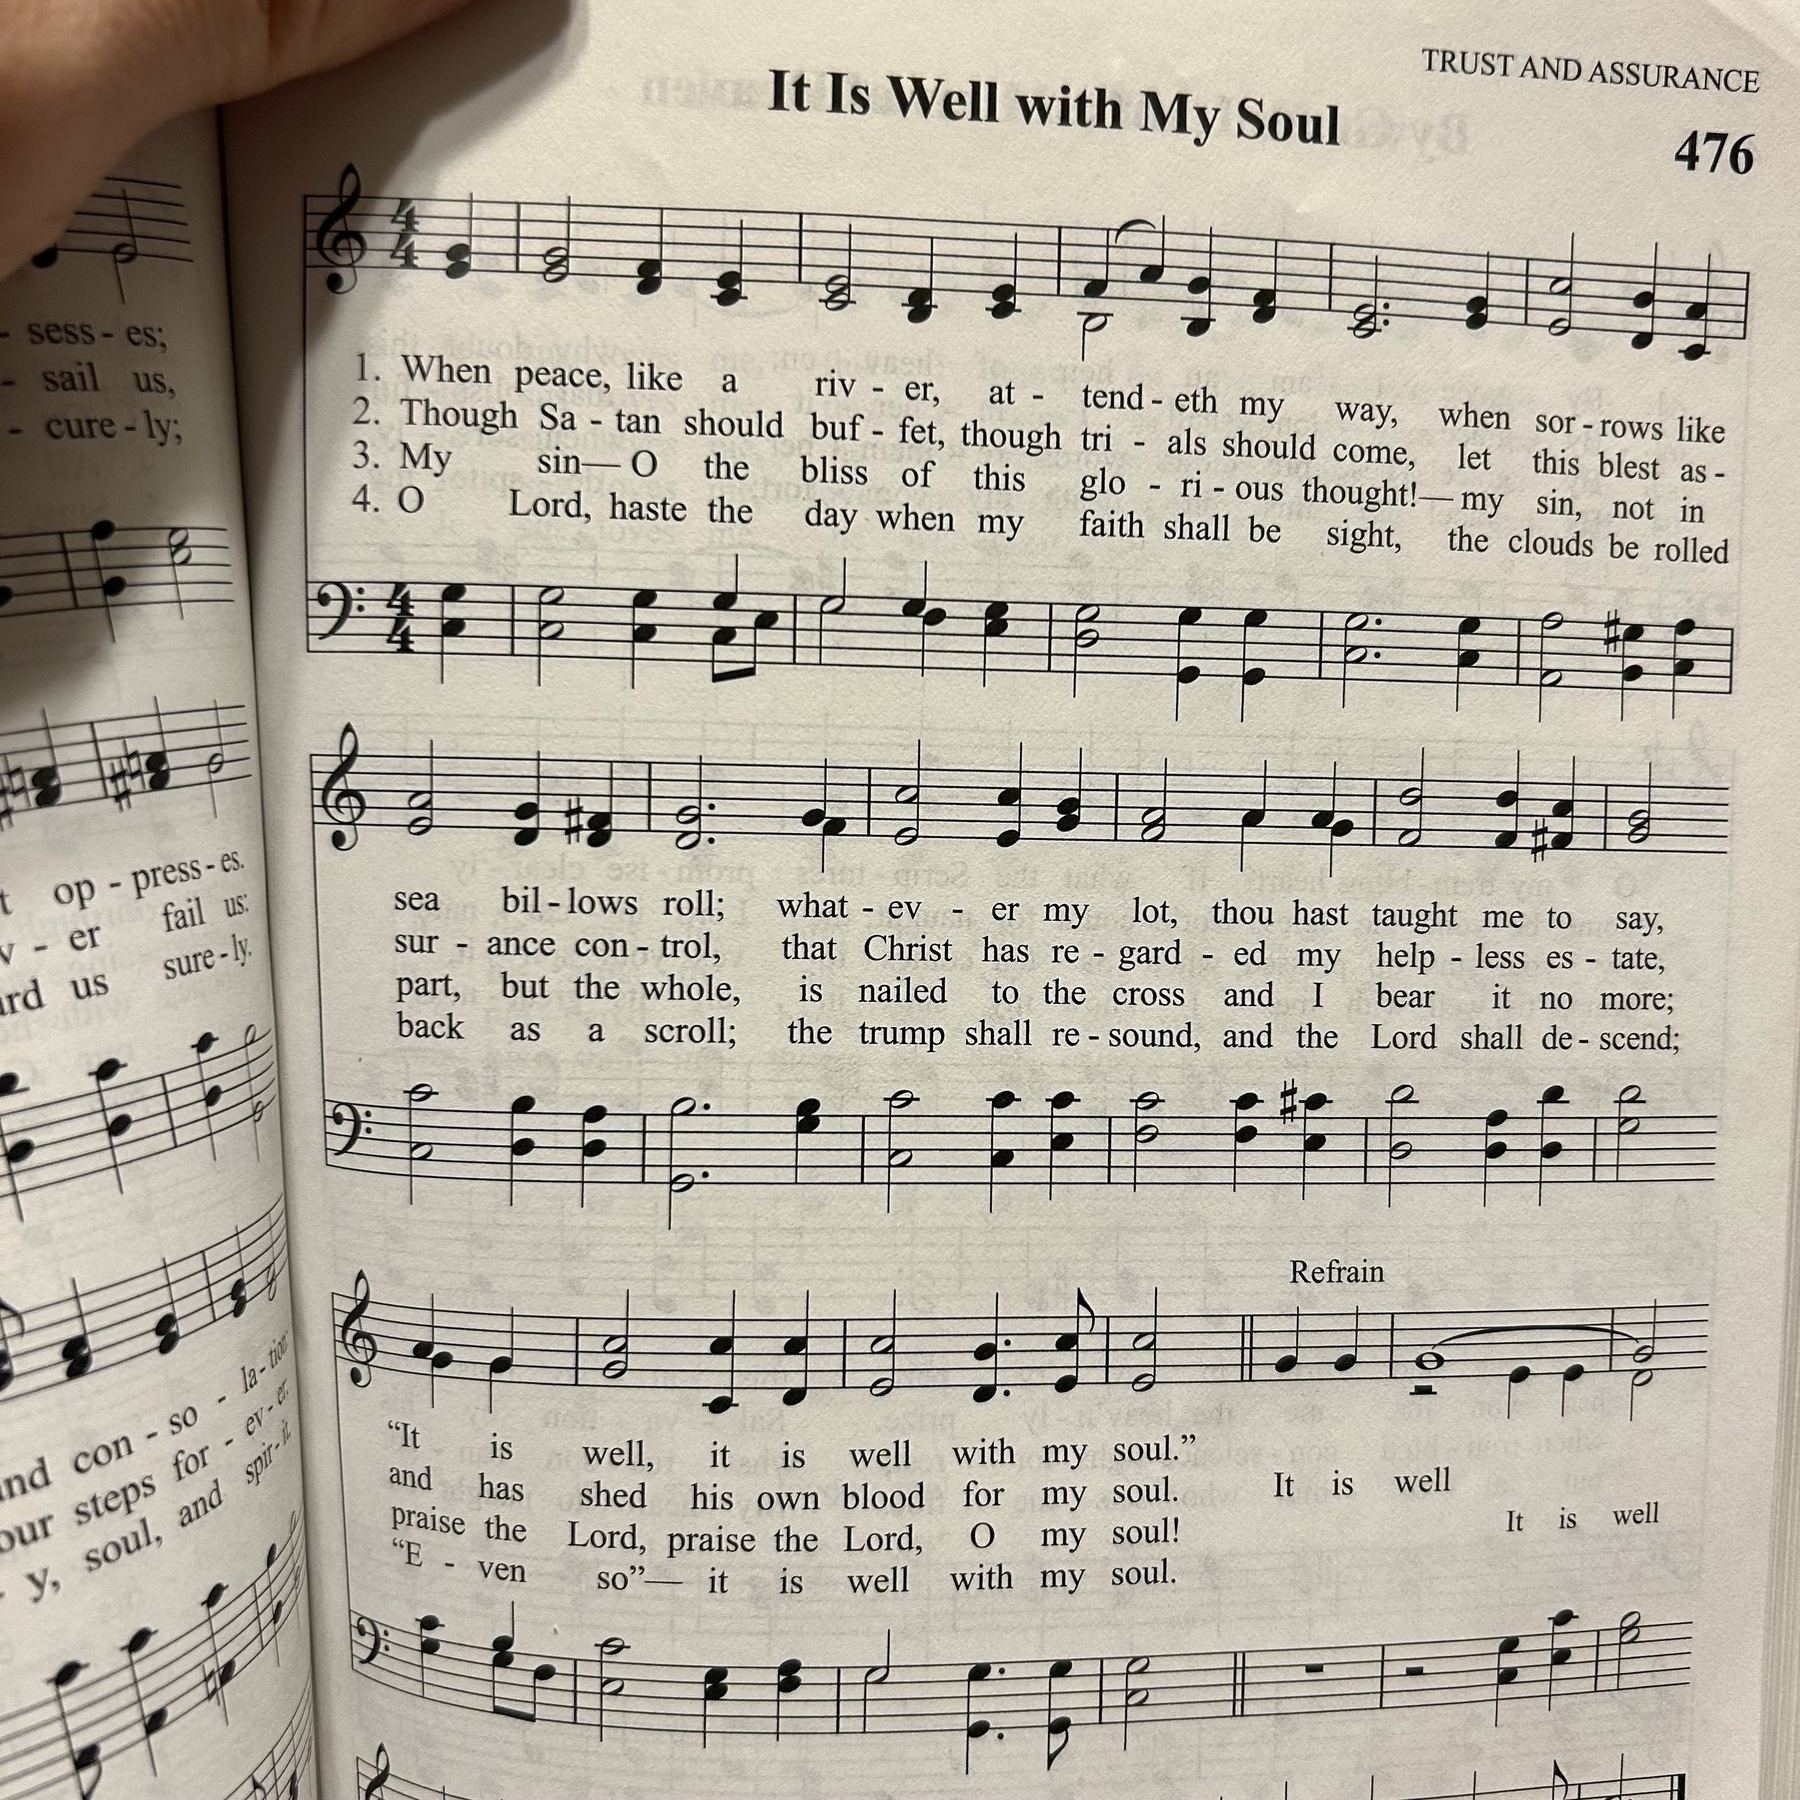 TRUST AND ASSURANCE
It Is Well with My Soul
476
1. When peace, like a riv - er, at - tend - eth my way, when sor - rows like
2. Though Sa - tan should buf - fet, though tri - als should come, let this blest as -
3. My sin— O the bliss of this glo - ri - ous thought!— my sin, not in
4. O Lord, haste the day when my faith shall be sight, the clouds be rolled
sea bil - lows roll; what - ev - er my lot, thou hast taught me to say,
sur - ance con - trol, that Christ has re - gard - ed my help - less es - tate,
part, but the whole, is nailed to the cross and I bear it no more;
back as a scroll; the trump shall re - sound, and the Lord shall de - scend;
Refrain
“It is well, it is well with my soul.”
and has shed his own blood for my soul. It is well
praise the Lord, praise the Lord, O my soul! It is well
“E - ven so”— it is well with my soul.
- sess - es;
- sail us,
- cure - ly;
op - press - es.
- er fail us:
us sure - ly.
con - so - la - tion
our steps for - ev - er.
- y, soul, and spir - it